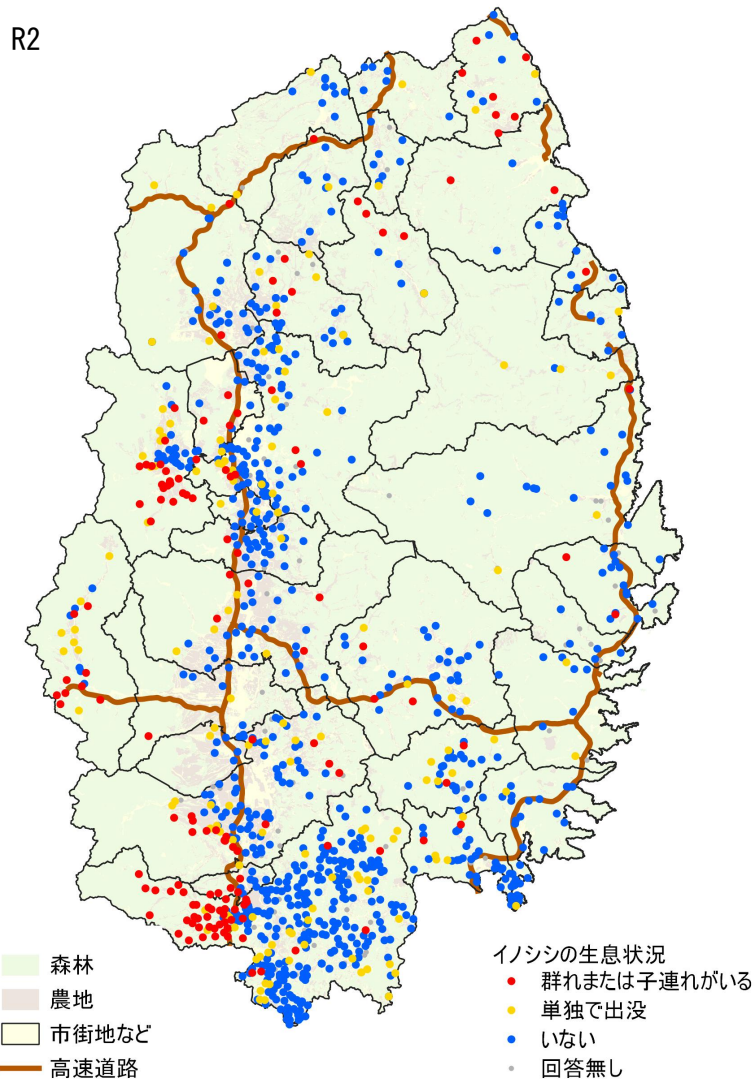 R2
森林
農地
市街地など
高速道路
イノシシの生息状況
群れまたは子連れがいる
単独で出没
いない
回答無し